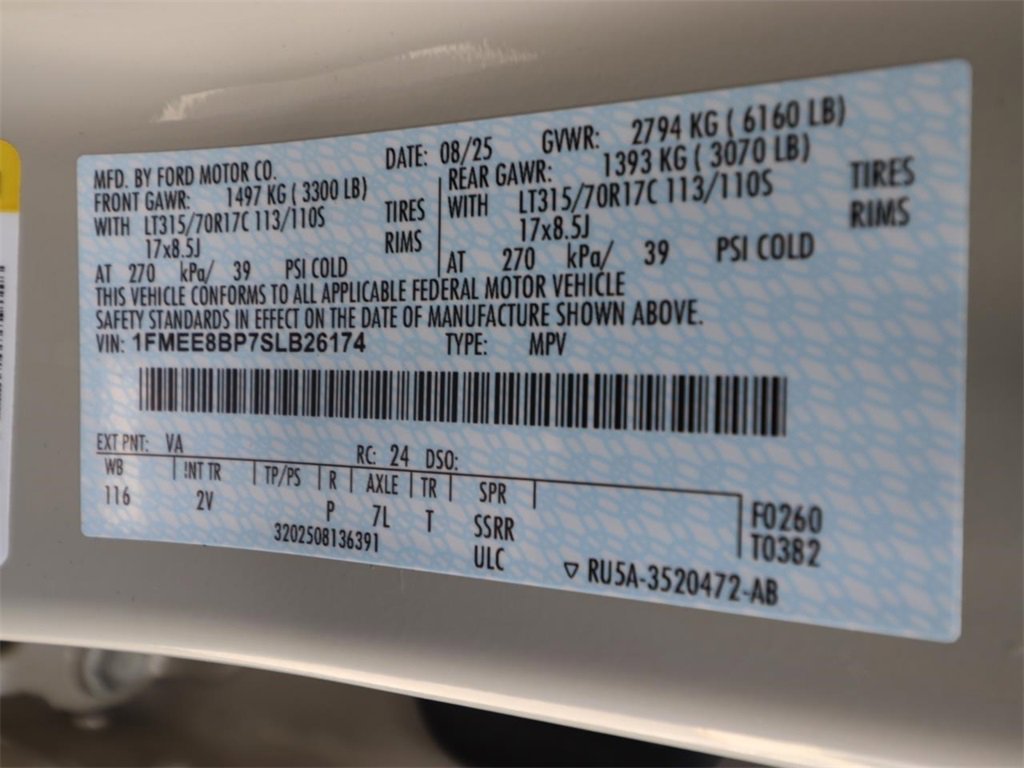 MFD. BY FORD MOTOR CO. DATE: 08/25 GVWR: 2794 KG ( 6160 LB)
FRONT GAWR: 1497 KG ( 3300 LB) REAR GAWR: 1393 KG ( 3070 LB)
WITH LT315/70R17C 113/110S TIRES WITH LT315/70R17C 113/110S TIRES
17x8.5J RIMS 17x8.5J RIMS
AT 270 kPa/ 39 PSI COLD AT 270 kPa/ 39 PSI COLD
THIS VEHICLE CONFORMS TO ALL APPLICABLE FEDERAL MOTOR VEHICLE
SAFETY STANDARDS IN EFFECT ON THE DATE OF MANUFACTURE SHOWN ABOVE.
VIN: 1FMEE8BP7SLB26174 TYPE: MPV
EXT PNT: VA RC: 24 DSO:
WB INT TR TP/PS R AXLE TR SPR
116 2V P 7L T SSRR F0260
3202508136391 ULC T0382
▽ RU5A-3520472-AB